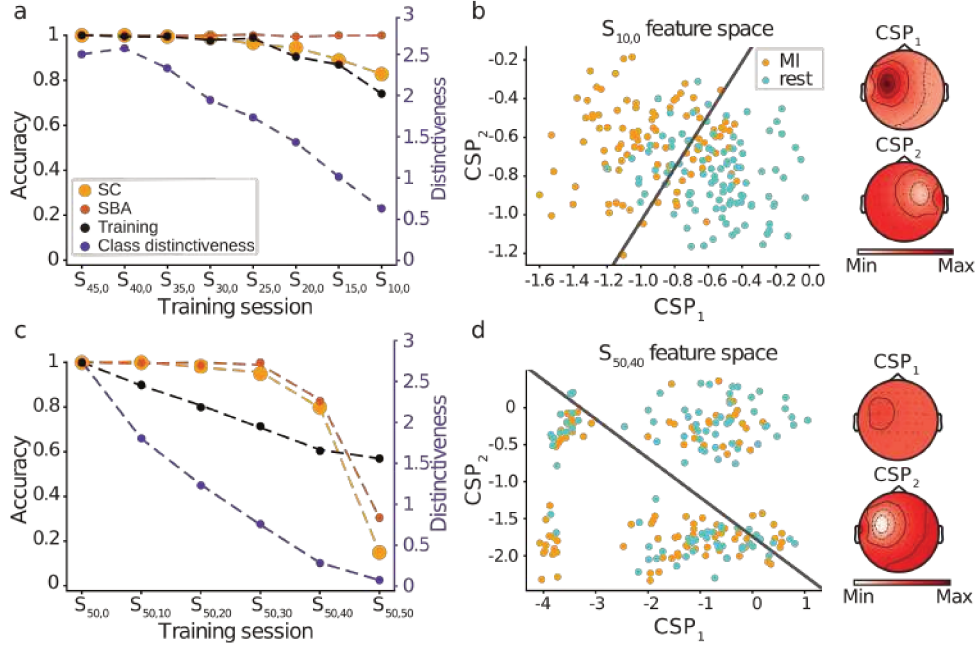 a
Accuracy
1
0.8
0.6
0.4
0.2
0
3
2.5
2
1.5
1
0.5
0
Distinctiveness
SC
SBA
Training
Class distinctiveness
S45,0 S40,0 S35,0 S30,0 S25,0 S20,0 S15,0 S10,0
Training session
b
S10,0 feature space
MI
rest
CSP2
-0.2
-0.4
-0.6
-0.8
-1.0
-1.2
-1.6 -1.4 -1.2 -1.0 -0.8 -0.6 -0.4 -0.2 0.0
CSP1
CSP1
CSP2
Min Max
c
Accuracy
1
0.8
0.6
0.4
0.2
0
3
2.5
2
1.5
1
0.5
0
Distinctiveness
S50,0 S50,10 S50,20 S50,30 S50,40 S50,50
Training session
d
S50,40 feature space
CSP2
0
-0.5
-1.0
-1.5
-2.0
-4 -3 -2 -1 0 1
CSP1
CSP1
CSP2
Min Max